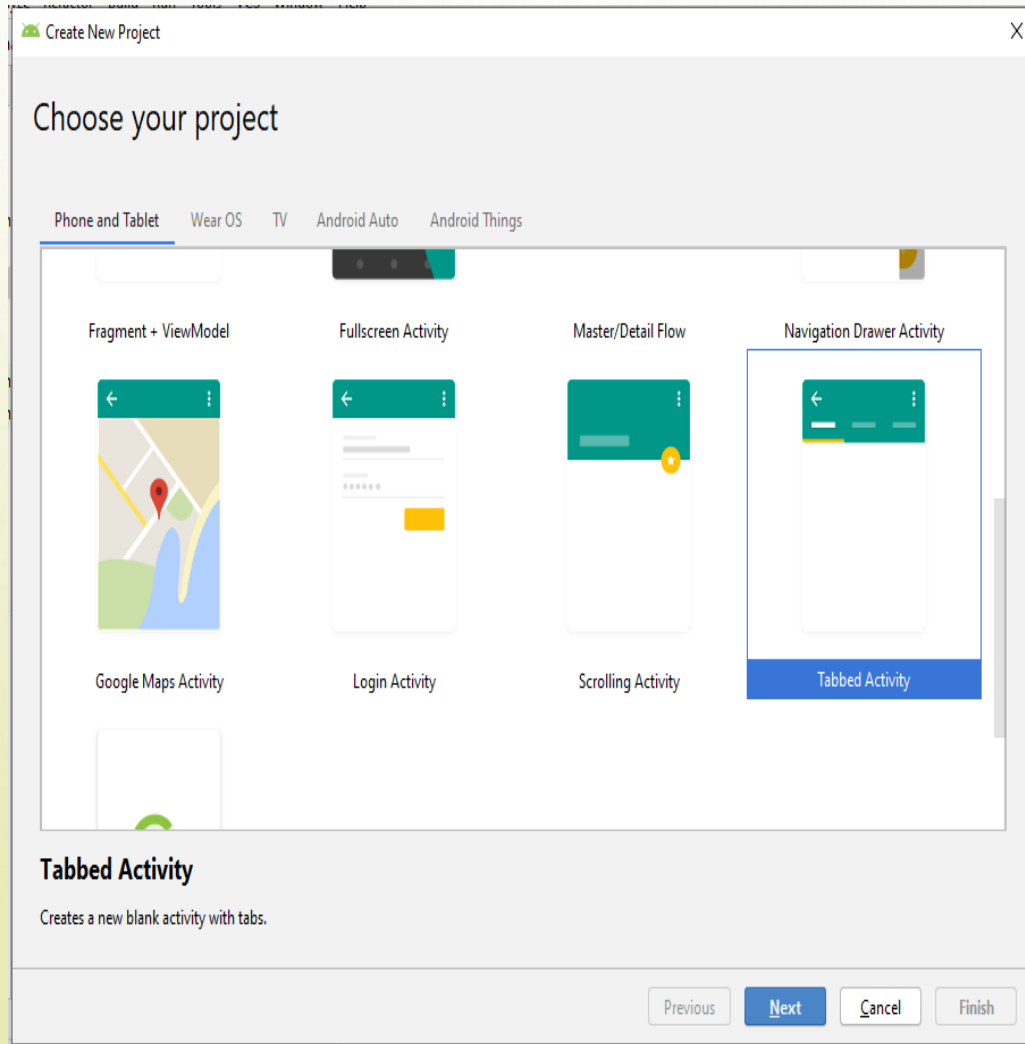 Create New Project
X
Choose your project
Phone and Tablet Wear OS TV Android Auto Android Things
Fragment + ViewModel Fullscreen Activity Master/Detail Flow Navigation Drawer Activity
Google Maps Activity Login Activity Scrolling Activity Tabbed Activity
Tabbed Activity
Creates a new blank activity with tabs.
Previous Next Cancel Finish